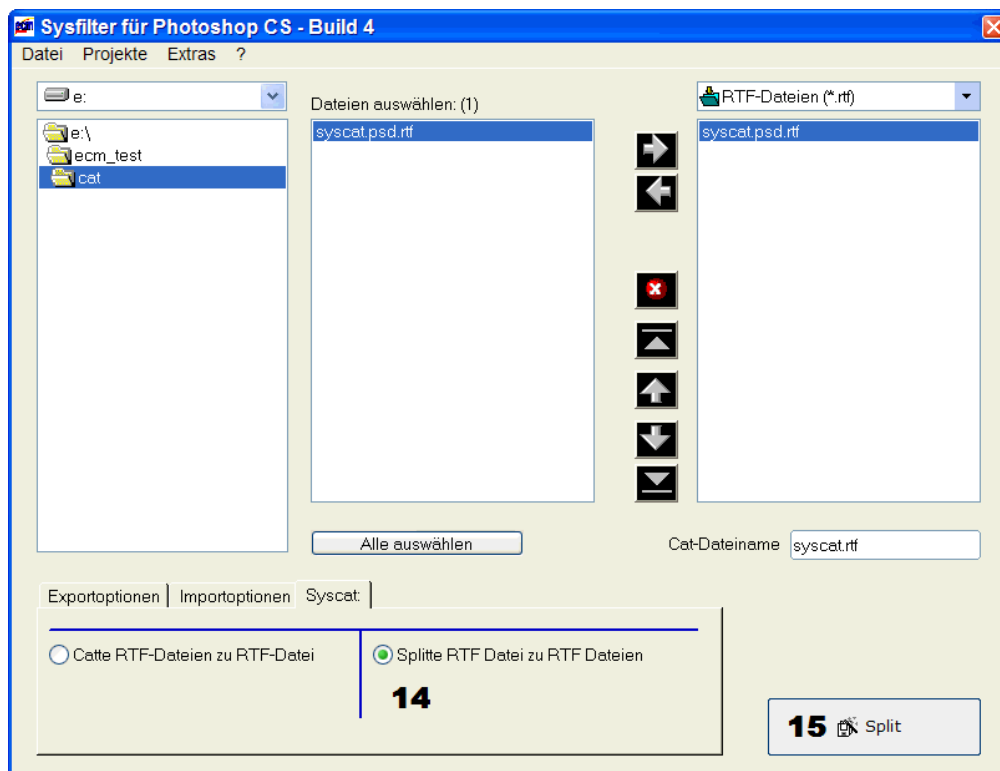 Sysfilter für Photoshop CS - Build 4
Datei Projekte Extras ?
e:
Dateien auswählen: (1)
RTF-Dateien (*.rtf)
e:\
ecm_test
cat
syscat.psd.rtf
syscat.psd.rtf
Alle auswählen
Cat-Dateiname syscat.rtf
Exportoptionen Importoptionen Syscat:
Catte RTF-Dateien zu RTF-Datei
Splitte RTF Datei zu RTF Dateien
14
15 Split